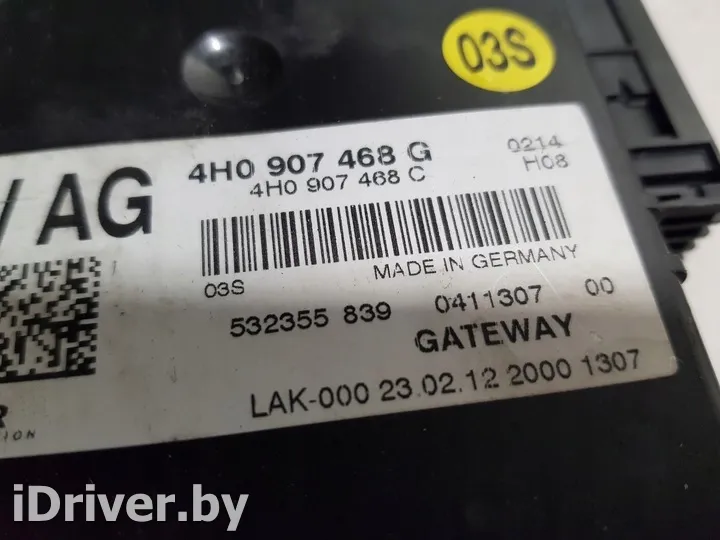 03S
4H0 907 468 G
0214
4H0 907 468 C
H08
AG
03S
MADE IN GERMANY
532355 839
0411307 00
GATEWAY
LAK-000 23.02.12 2000 1307
iDriver.by